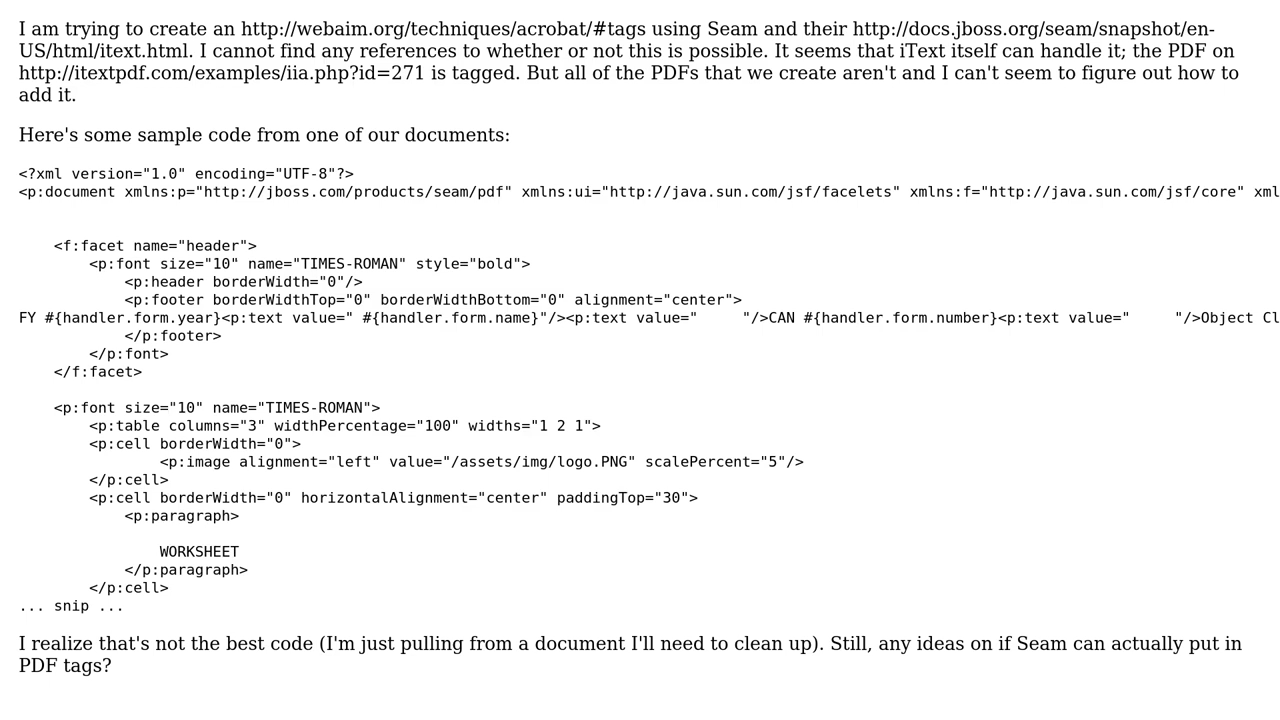 I am trying to create an http://webaim.org/techniques/acrobat/#tags using Seam and their http://docs.jboss.org/seam/snapshot/en-
US/html/itext.html. I cannot find any references to whether or not this is possible. It seems that iText itself can handle it; the PDF on
http://itextpdf.com/examples/iia.php?id=271 is tagged. But all of the PDFs that we create aren't and I can't seem to figure out how to
add it.
Here's some sample code from one of our documents:
<?xml version="1.0" encoding="UTF-8"?>
<p:document xmlns:p="http://jboss.com/products/seam/pdf" xmlns:ui="http://java.sun.com/jsf/facelets" xmlns:f="http://java.sun.com/jsf/core" xml
    <f:facet name="header">
        <p:font size="10" name="TIMES-ROMAN" style="bold">
            <p:header borderWidth="0"/>
            <p:footer borderWidthTop="0" borderWidthBottom="0" alignment="center">
FY #{handler.form.year}<p:text value=" #{handler.form.name}"/><p:text value="     "/>CAN #{handler.form.number}<p:text value="     "/>Object Cl
            </p:footer>
        </p:font>
    </f:facet>
    <p:font size="10" name="TIMES-ROMAN">
        <p:table columns="3" widthPercentage="100" widths="1 2 1">
        <p:cell borderWidth="0">
                <p:image alignment="left" value="/assets/img/logo.PNG" scalePercent="5"/>
        </p:cell>
        <p:cell borderWidth="0" horizontalAlignment="center" paddingTop="30">
            <p:paragraph>
                WORKSHEET
            </p:paragraph>
        </p:cell>
... snip ...
I realize that's not the best code (I'm just pulling from a document I'll need to clean up). Still, any ideas on if Seam can actually put in
PDF tags?